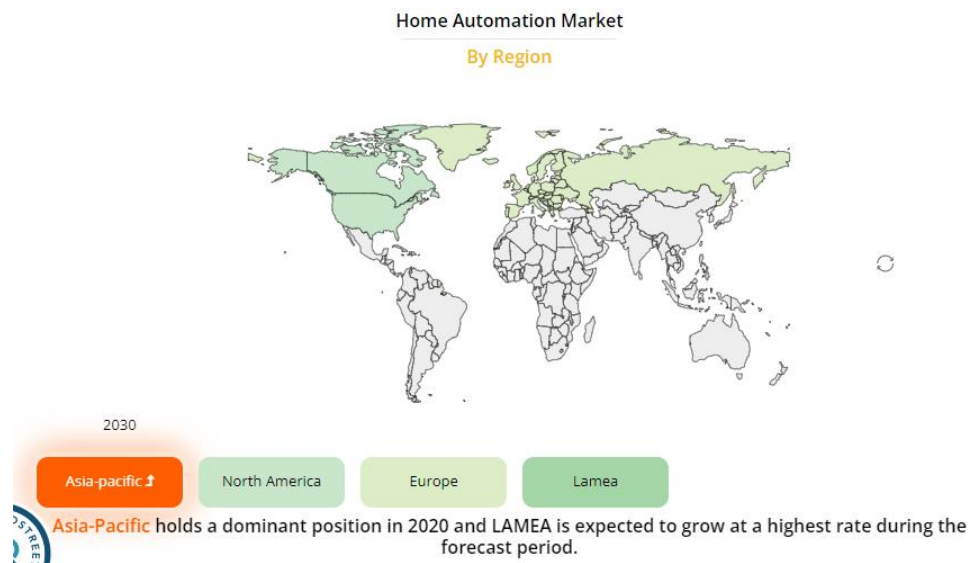 Home Automation Market
By Region
2030
Asia-pacific
North America
Europe
Lamea
Asia-Pacific holds a dominant position in 2020 and LAMEA is expected to grow at a highest rate during the
forecast period.